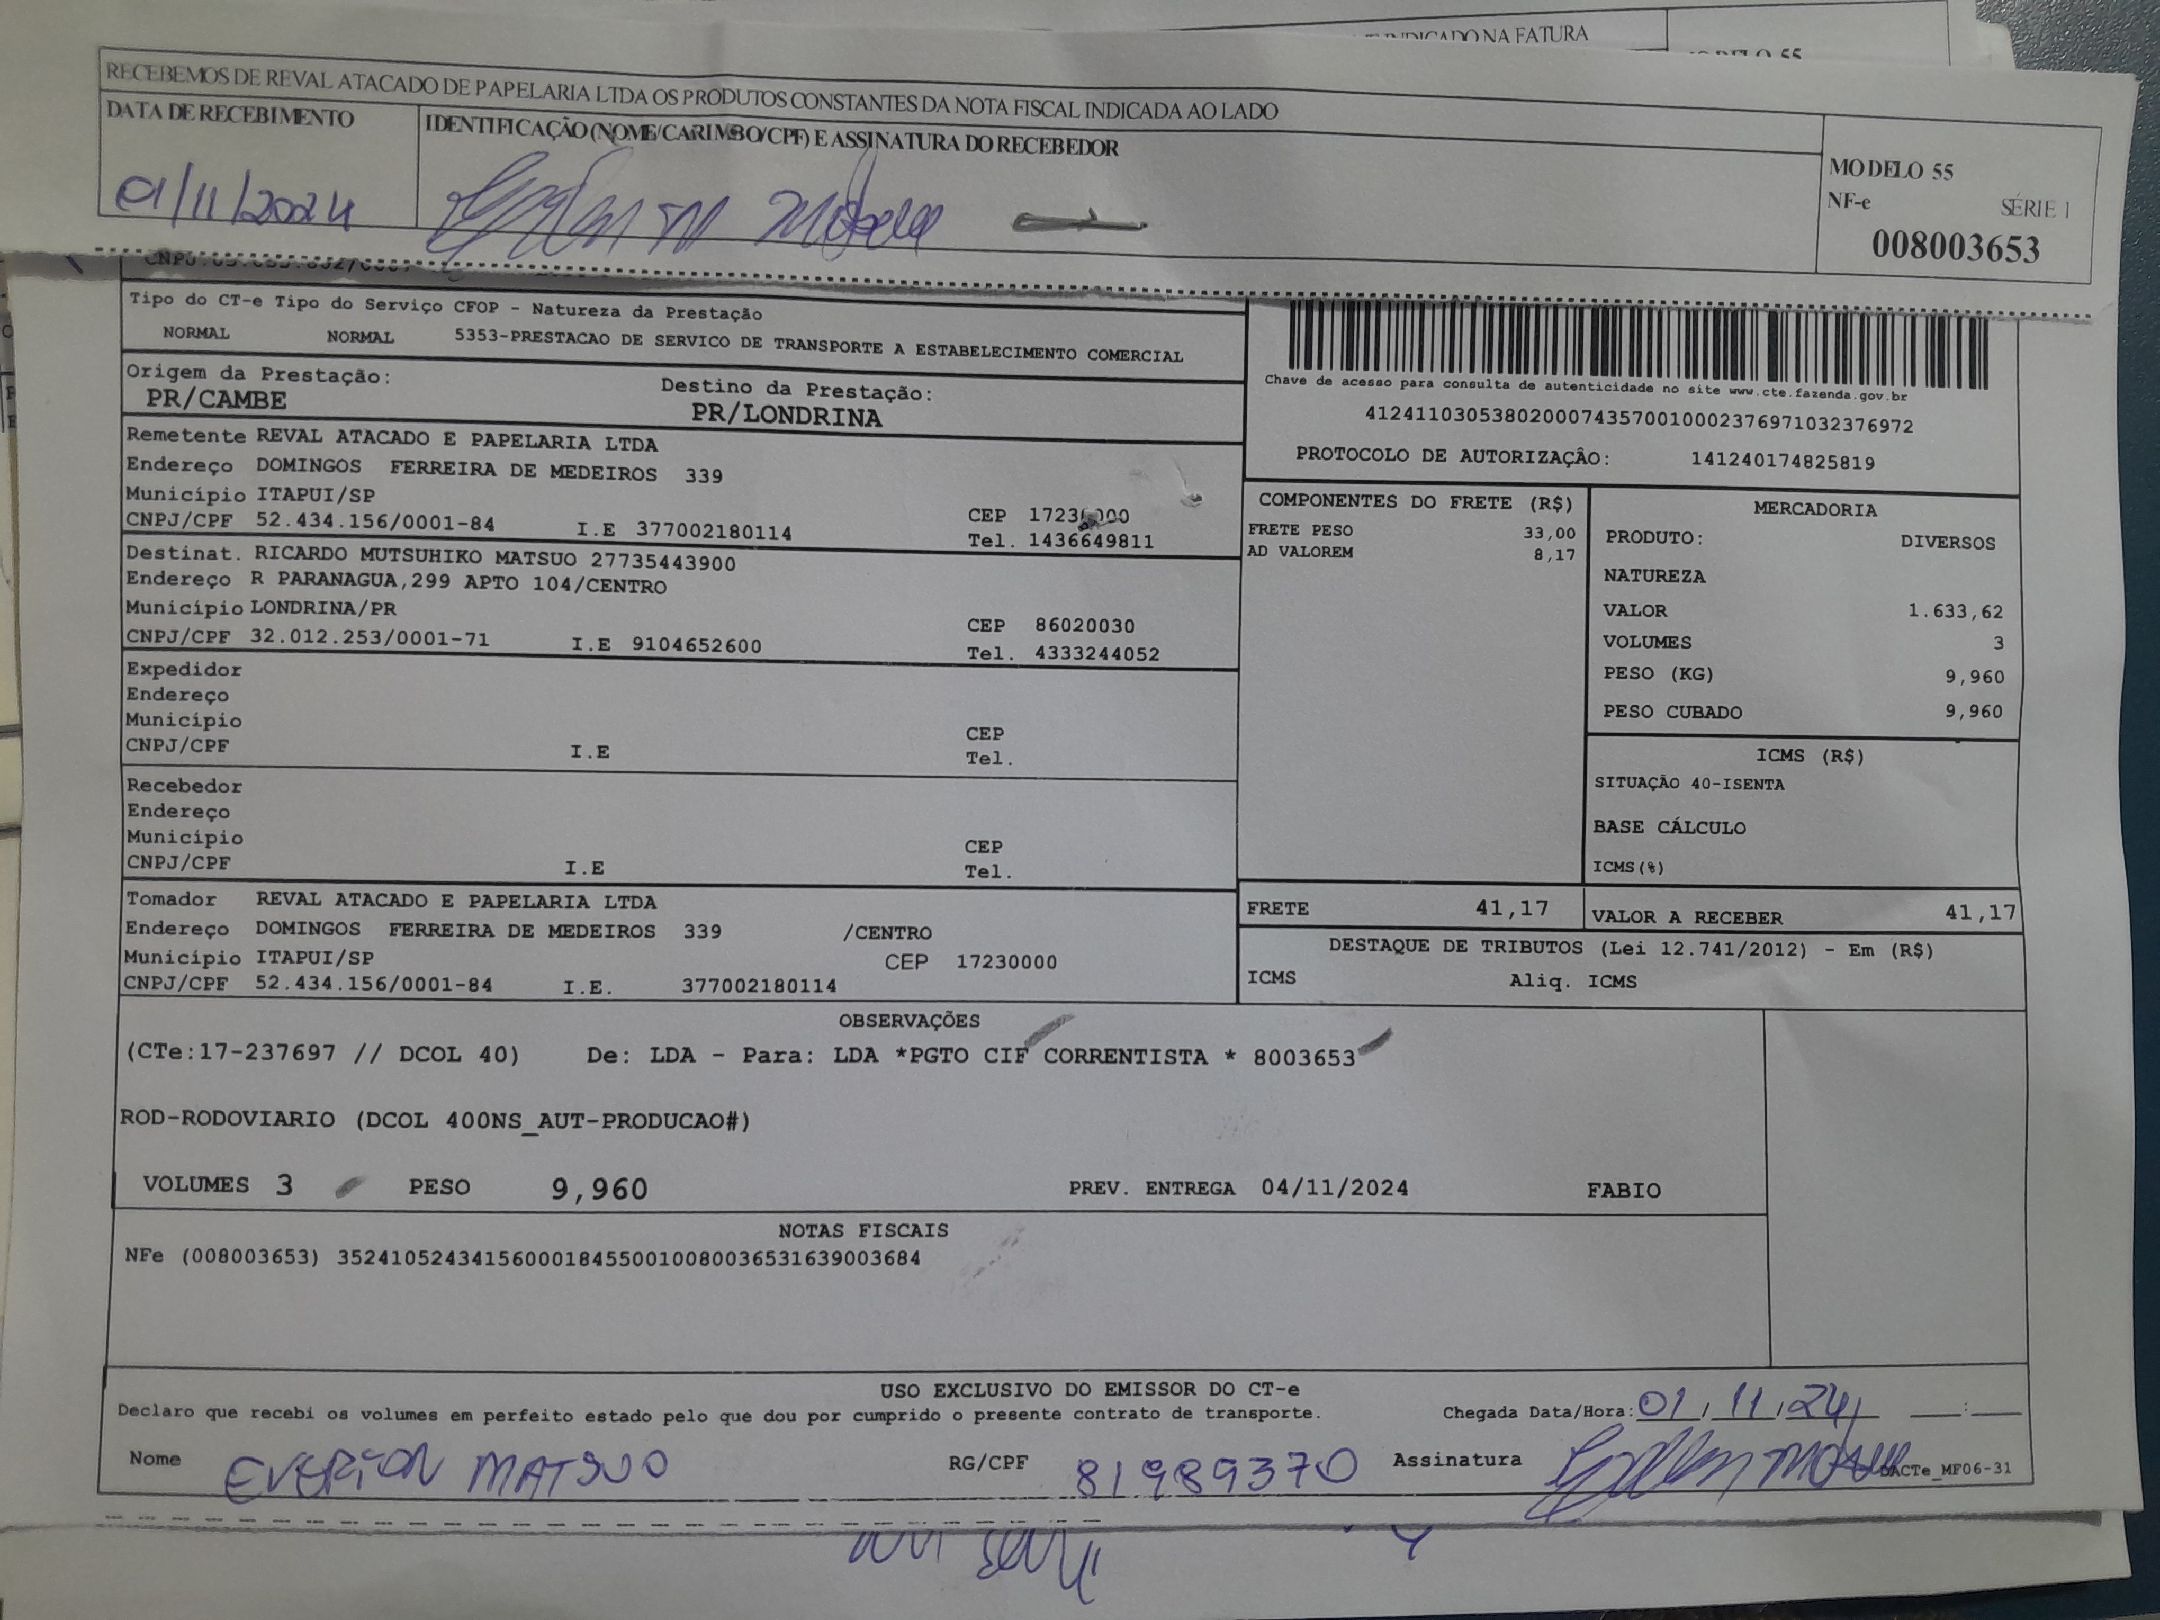 INDICADO NA FATURA
MODELO 55
RECEBEMOS DE REVAL ATACADO DE PAPELARIA LTDA OS PRODUTOS CONSTANTES DA NOTA FISCAL INDICADA AO LADO
DATA DE RECEBIMENTO
IDENTIFICAÇÃO (NOME/CARIMBO/CPF) E ASSINATURA DO RECEBEDOR
01/11/2024
MODELO 55
NF-e SÉRIE 1
008003653
Tipo do CT-e Tipo do Serviço CFOP - Natureza da Prestação
NORMAL NORMAL 5353-PRESTACAO DE SERVICO DE TRANSPORTE A ESTABELECIMENTO COMERCIAL
Origem da Prestação: Destino da Prestação:
PR/CAMBE PR/LONDRINA
Chave de acesso para consulta de autenticidade no site www.cte.fazenda.gov.br
41241103053802000743570010002376971032376972
PROTOCOLO DE AUTORIZAÇÃO: 141240174825819
Remetente REVAL ATACADO E PAPELARIA LTDA
Endereço DOMINGOS FERREIRA DE MEDEIROS 339
Município ITAPUI/SP
CEP 17230000
CNPJ/CPF 52.434.156/0001-84 I.E 377002180114 Tel. 1436649811
Destinat. RICARDO MUTSUHIKO MATSUO 27735443900
Endereço R PARANAGUA,299 APTO 104/CENTRO
Município LONDRINA/PR CEP 86020030
CNPJ/CPF 32.012.253/0001-71 I.E 9104652600 Tel. 4333244052
Expedidor
Endereço
Município CEP
CNPJ/CPF I.E Tel.
Recebedor
Endereço
Município CEP
CNPJ/CPF I.E Tel.
Tomador REVAL ATACADO E PAPELARIA LTDA
Endereço DOMINGOS FERREIRA DE MEDEIROS 339 /CENTRO
Município ITAPUI/SP CEP 17230000
CNPJ/CPF 52.434.156/0001-84 I.E. 377002180114
COMPONENTES DO FRETE (R$)
FRETE PESO 33,00
AD VALOREM 8,17
MERCADORIA
PRODUTO: DIVERSOS
NATUREZA
VALOR 1.633,62
VOLUMES 3
PESO (KG) 9,960
PESO CUBADO 9,960
ICMS (R$)
SITUAÇÃO 40-ISENTA
BASE CÁLCULO
ICMS(%)
FRETE 41,17 VALOR A RECEBER 41,17
DESTAQUE DE TRIBUTOS (Lei 12.741/2012) - Em (R$)
ICMS Aliq. ICMS
OBSERVAÇÕES
(CTe:17-237697 // DCOL 40) De: LDA - Para: LDA *PGTO CIF CORRENTISTA * 8003653
ROD-RODOVIARIO (DCOL 400NS_AUT-PRODUCAO#)
VOLUMES 3 PESO 9,960 PREV. ENTREGA 04/11/2024 FABIO
NOTAS FISCAIS
NFe (008003653) 35241052434156000184550010080036531639003684
USO EXCLUSIVO DO EMISSOR DO CT-e
Declaro que recebi os volumes em perfeito estado pelo que dou por cumprido o presente contrato de transporte. Chegada Data/Hora: 01/11/24 __:__
Nome EVERTON MATSUO RG/CPF 81989370 Assinatura
DACTe_MF06-31